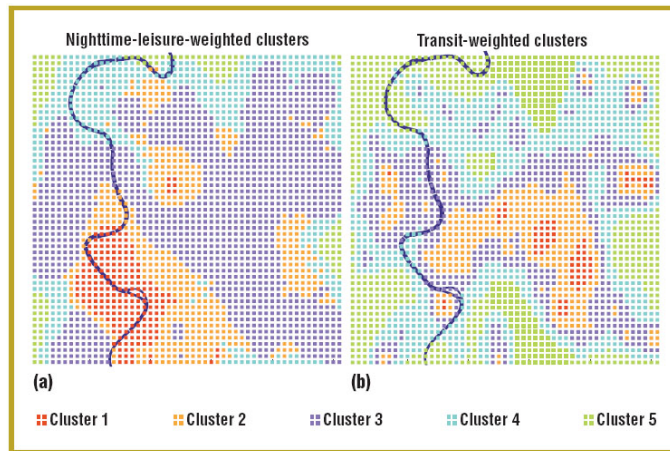 Nighttime-leisure-weighted clusters
Transit-weighted clusters
(a)
(b)
Cluster 1
Cluster 2
Cluster 3
Cluster 4
Cluster 5